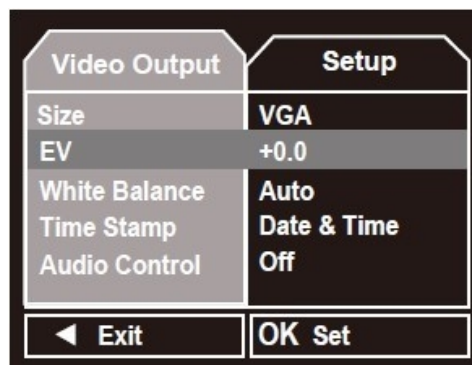 Video Output Setup
Size VGA
EV +0.0
White Balance Auto
Time Stamp Date & Time
Audio Control Off
◀ Exit OK Set